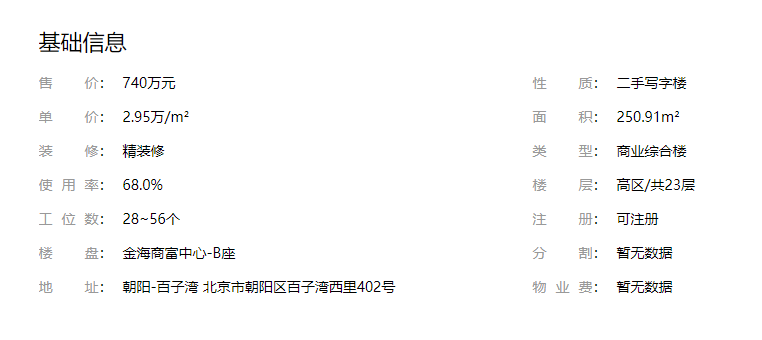 基础信息
售价： 740万元 性质： 二手写字楼
单价： 2.95万/m² 面积： 250.91m²
装修： 精装修 类型： 商业综合楼
使用率： 68.0% 楼层： 高区/共23层
工位数： 28~56个 注册： 可注册
楼盘： 金海商富中心-B座 分割： 暂无数据
地址： 朝阳-百子湾 北京市朝阳区百子湾西里402号 物业费： 暂无数据